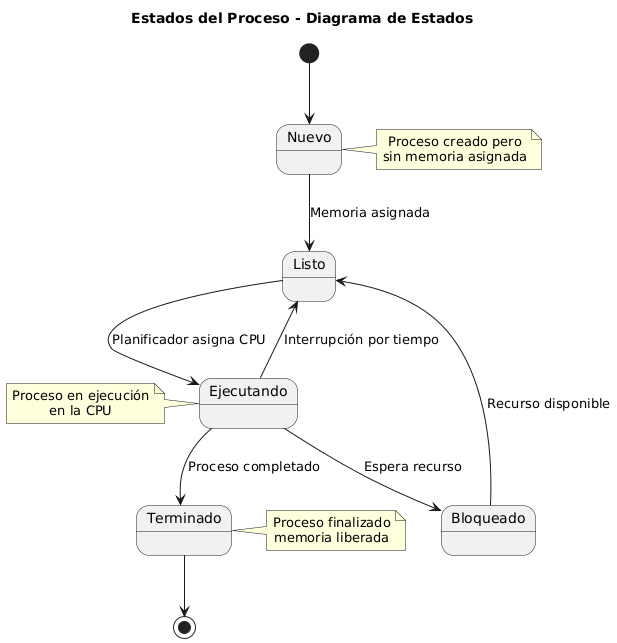 Estados del Proceso - Diagrama de Estados
Nuevo
Proceso creado pero
sin memoria asignada
Memoria asignada
Listo
Planificador asigna CPU
Interrupción por tiempo
Proceso en ejecución
en la CPU
Ejecutando
Recurso disponible
Proceso completado
Espera recurso
Terminado
Proceso finalizado
memoria liberada
Bloqueado